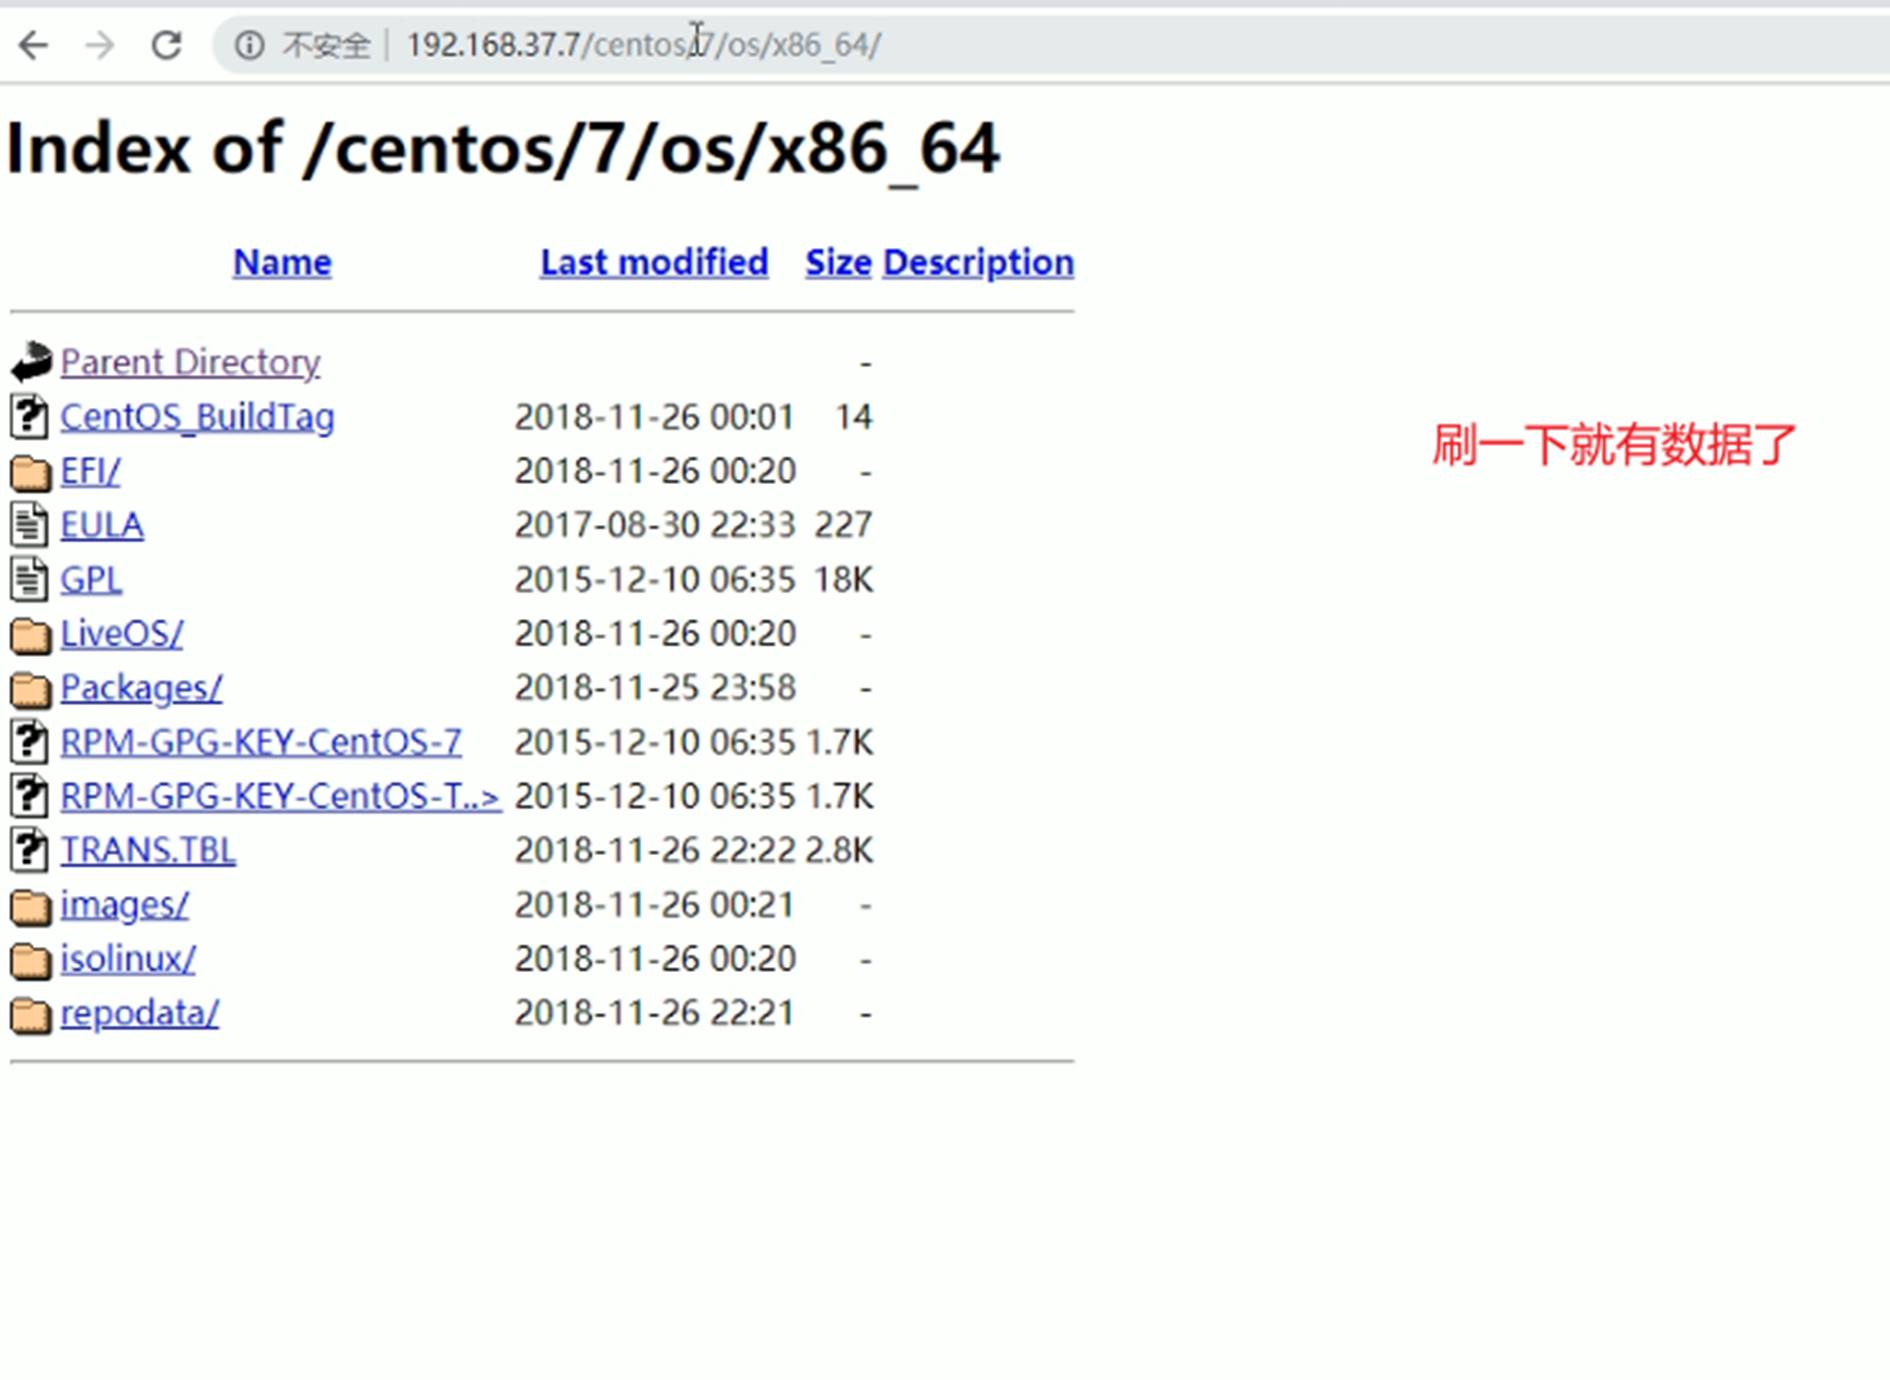 不安全 | 192.168.37.7/centos/7/os/x86_64/
Index of /centos/7/os/x86_64
Name Last modified Size Description
Parent Directory -
CentOS_BuildTag 2018-11-26 00:01 14
EFI/ 2018-11-26 00:20 -
刷一下就有数据了
EULA 2017-08-30 22:33 227
GPL 2015-12-10 06:35 18K
LiveOS/ 2018-11-26 00:20 -
Packages/ 2018-11-25 23:58 -
RPM-GPG-KEY-CentOS-7 2015-12-10 06:35 1.7K
RPM-GPG-KEY-CentOS-T..> 2015-12-10 06:35 1.7K
TRANS.TBL 2018-11-26 22:22 2.8K
images/ 2018-11-26 00:21 -
isolinux/ 2018-11-26 00:20 -
repodata/ 2018-11-26 22:21 -